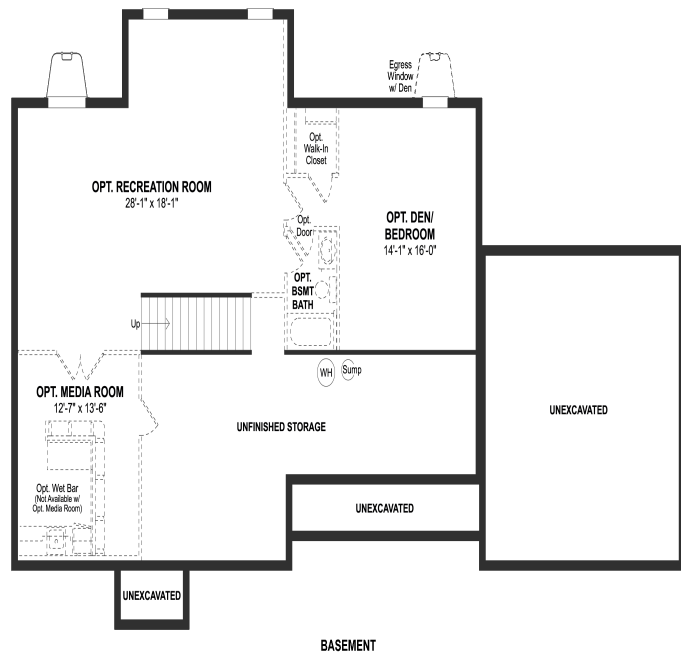 Egress
Window
w/ Den
Opt.
Walk-In
Closet
OPT. RECREATION ROOM
28'-1" x 18'-1"
Opt.
Door
OPT. DEN/
BEDROOM
14'-1" x 16'-0"
OPT.
BSMT
BATH
Up
WH
Sump
OPT. MEDIA ROOM
12'-7" x 13'-6"
UNFINISHED STORAGE
UNEXCAVATED
Opt. Wet Bar
(Not Available w/
Opt. Media Room)
UNEXCAVATED
UNEXCAVATED
BASEMENT